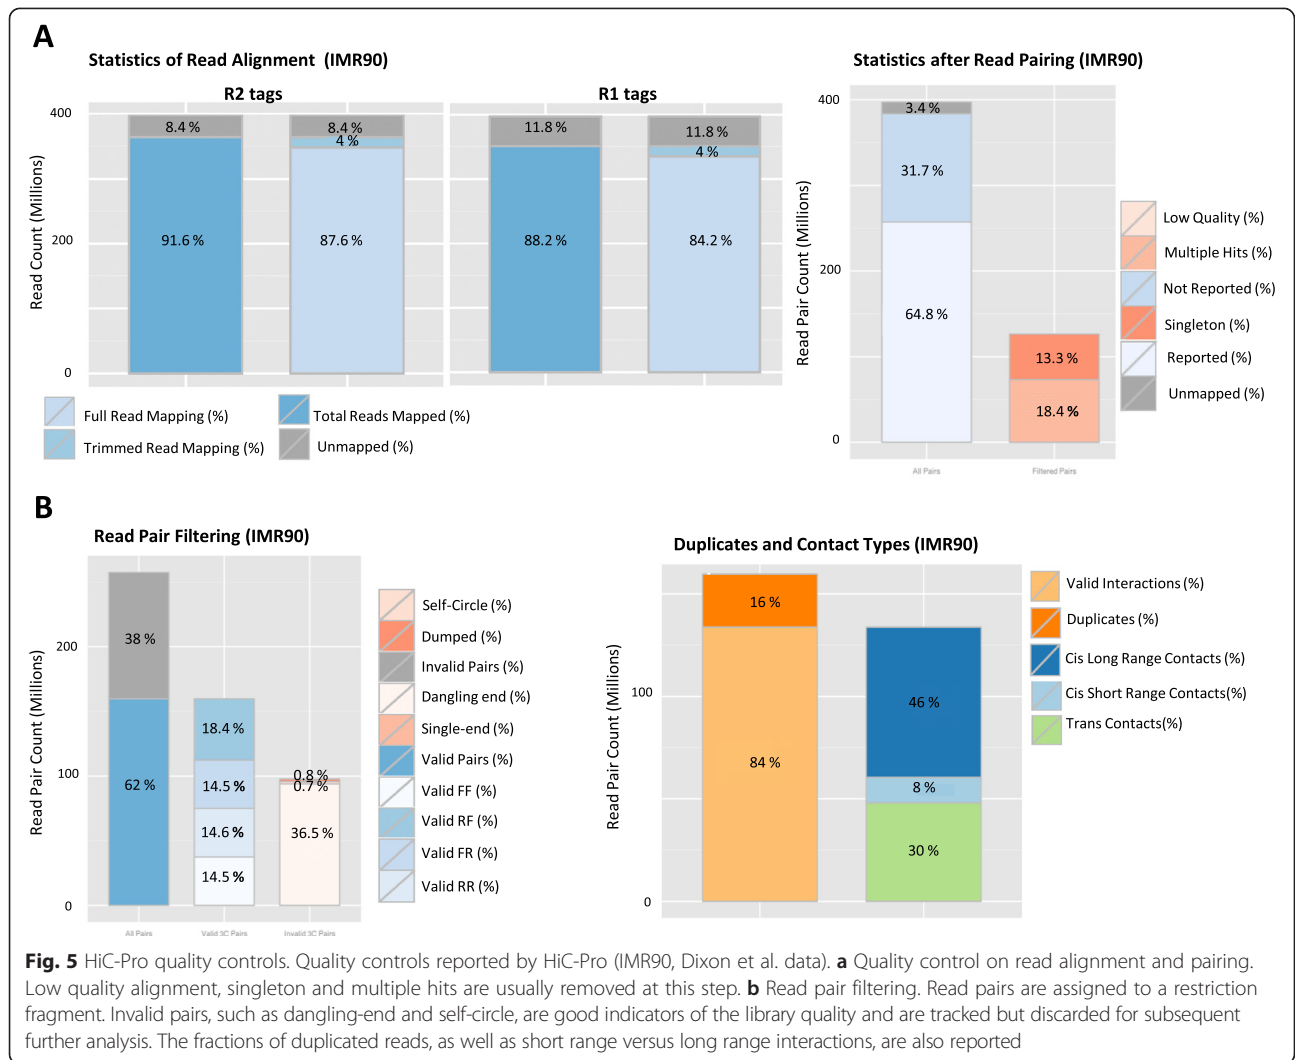 A
Statistics of Read Alignment (IMR90)
R2 tags
R1 tags
Read Count (Millions)
400
200
0
8.4 %
91.6 %
8.4 %
4 %
87.6 %
11.8 %
88.2 %
11.8 %
4 %
84.2 %
Full Read Mapping (%)
Total Reads Mapped (%)
Trimmed Read Mapping (%)
Unmapped (%)
Statistics after Read Pairing (IMR90)
Read Pair Count (Millions)
400
200
0
3.4 %
31.7 %
64.8 %
13.3 %
18.4 %
All Pairs
Filtered Pairs
Low Quality (%)
Multiple Hits (%)
Not Reported (%)
Singleton (%)
Reported (%)
Unmapped (%)
B
Read Pair Filtering (IMR90)
Read Pair Count (Millions)
200
100
0
38 %
62 %
18.4 %
14.5 %
14.6 %
14.5 %
0.8 %
0.7 %
36.5 %
All Pairs
Valid 3C Pairs
Invalid 3C Pairs
Self-Circle (%)
Dumped (%)
Invalid Pairs (%)
Dangling end (%)
Single-end (%)
Valid Pairs (%)
Valid FF (%)
Valid RF (%)
Valid FR (%)
Valid RR (%)
Duplicates and Contact Types (IMR90)
Read Pair Count (Millions)
100
0
16 %
84 %
46 %
8 %
30 %
Valid Interactions (%)
Duplicates (%)
Cis Long Range Contacts (%)
Cis Short Range Contacts(%)
Trans Contacts(%)
Fig. 5 HiC-Pro quality controls. Quality controls reported by HiC-Pro (IMR90, Dixon et al. data). a Quality control on read alignment and pairing.
Low quality alignment, singleton and multiple hits are usually removed at this step. b Read pair filtering. Read pairs are assigned to a restriction
fragment. Invalid pairs, such as dangling-end and self-circle, are good indicators of the library quality and are tracked but discarded for subsequent
further analysis. The fractions of duplicated reads, as well as short range versus long range interactions, are also reported